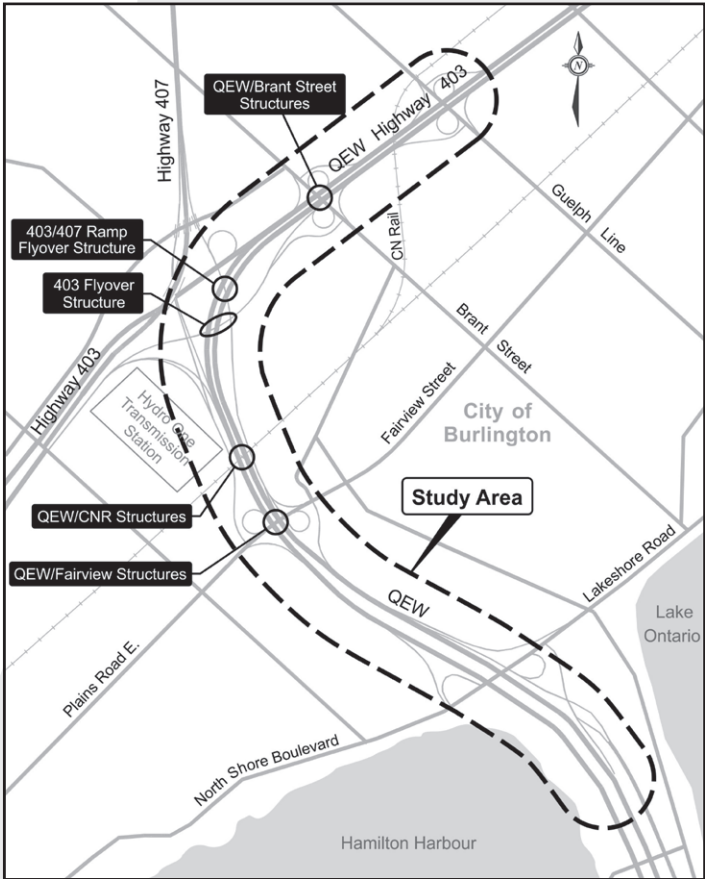 QEW/Brant Street
Structures
QEW Highway 403
N
Highway 407
403/407 Ramp
Flyover Structure
403 Flyover
Structure
CN Rail
Guelph Line
Brant Street
Highway 403
Hydro One
Transmission
Station
Fairview Street
City of
Burlington
Study Area
QEW/CNR Structures
QEW/Fairview Structures
QEW
Lakeshore Road
Lake
Ontario
Plains Road E.
North Shore Boulevard
Hamilton Harbour